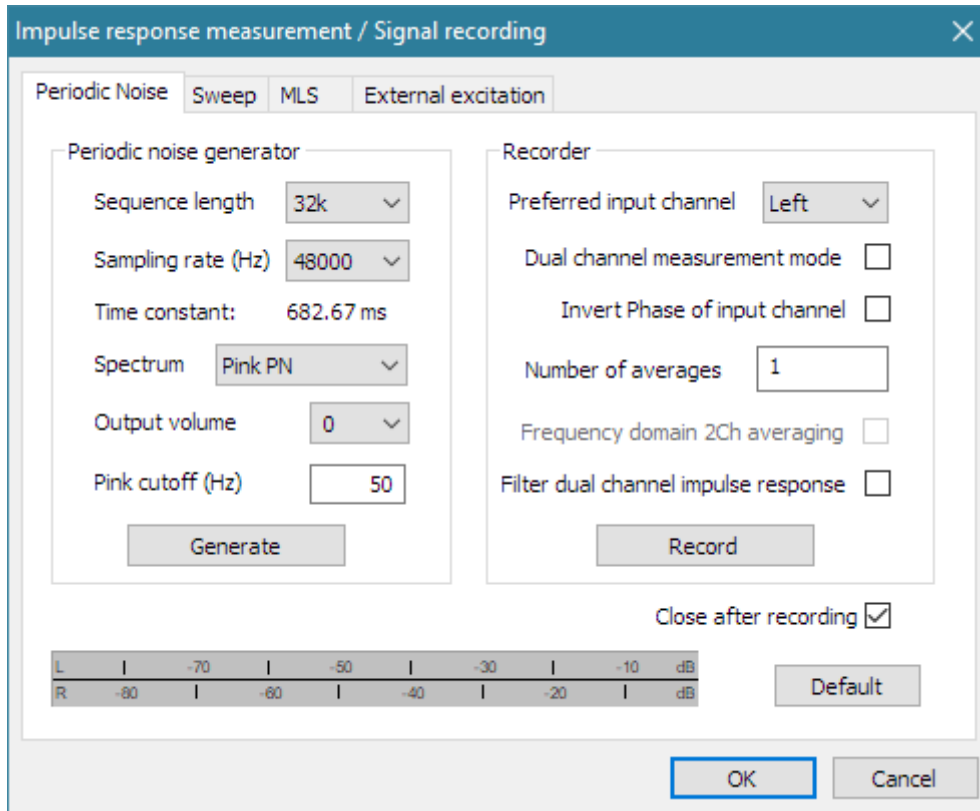 Impulse response measurement / Signal recording
Periodic Noise Sweep MLS External excitation
Periodic noise generator
Sequence length 32k
Sampling rate (Hz) 48000
Time constant: 682.67 ms
Spectrum Pink PN
Output volume 0
Pink cutoff (Hz) 50
Generate
Recorder
Preferred input channel Left
Dual channel measurement mode
Invert Phase of input channel
Number of averages 1
Frequency domain 2Ch averaging
Filter dual channel impulse response
Record
Close after recording
L -70 -50 -30 -10 dB
R -80 -60 -40 -20 dB
Default
OK Cancel